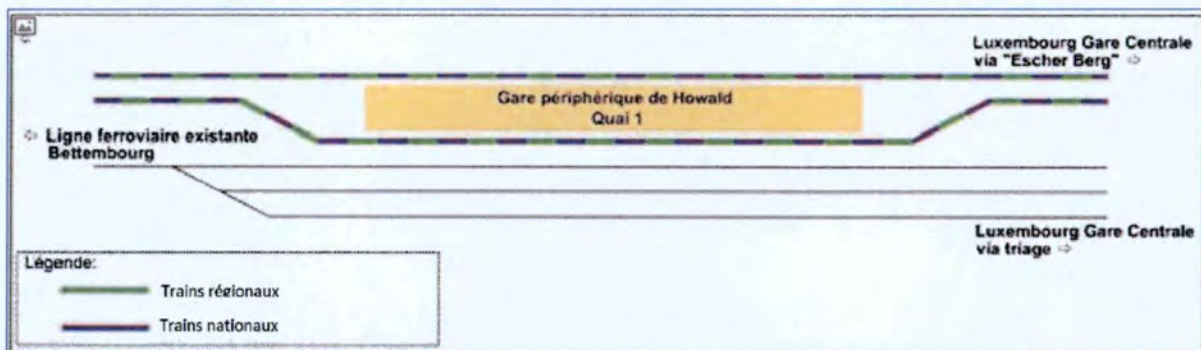 Luxembourg Gare Centrale
via "Escher Berg" ⇨
Gare périphérique de Howald
Quai 1
⇦ Ligne ferroviaire existante
Bettembourg
Luxembourg Gare Centrale
via triage ⇨
Légende:
Trains régionaux
Trains nationaux